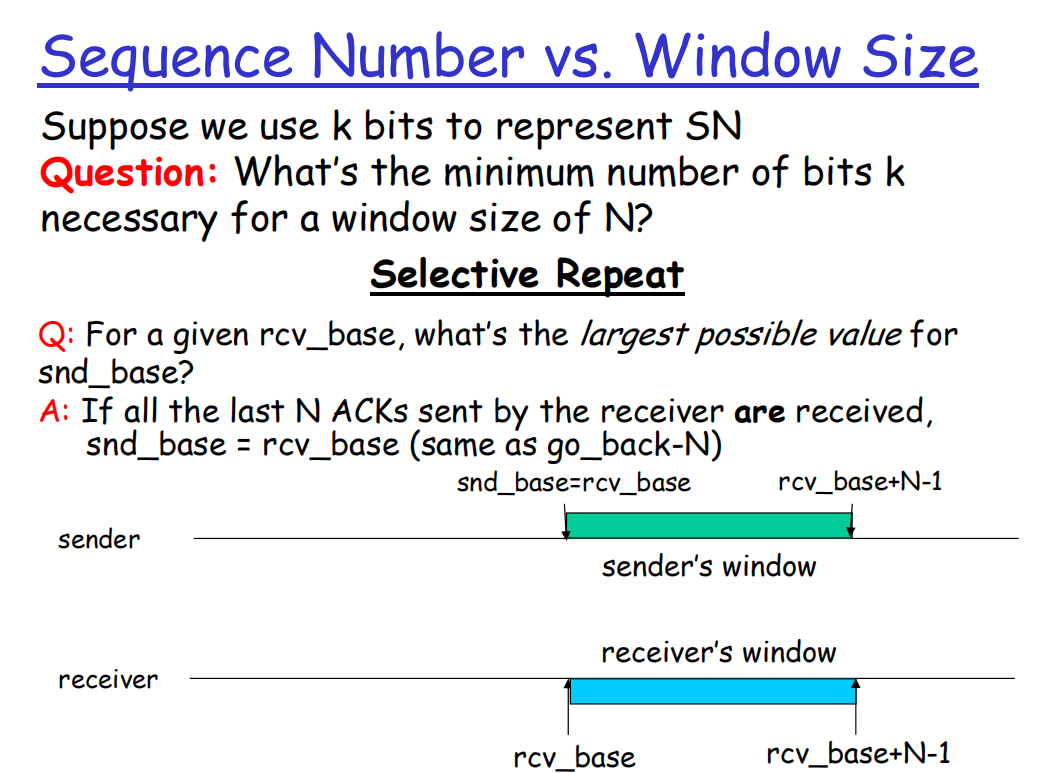 Sequence Number vs. Window Size
Suppose we use k bits to represent SN
Question: What's the minimum number of bits k
necessary for a window size of N?
Selective Repeat
Q: For a given rcv_base, what's the largest possible value for
snd_base?
A: If all the last N ACKs sent by the receiver are received,
snd_base = rcv_base (same as go_back-N)
snd_base=rcv_base
rcv_base+N-1
sender
sender's window
receiver's window
receiver
rcv_base
rcv_base+N-1